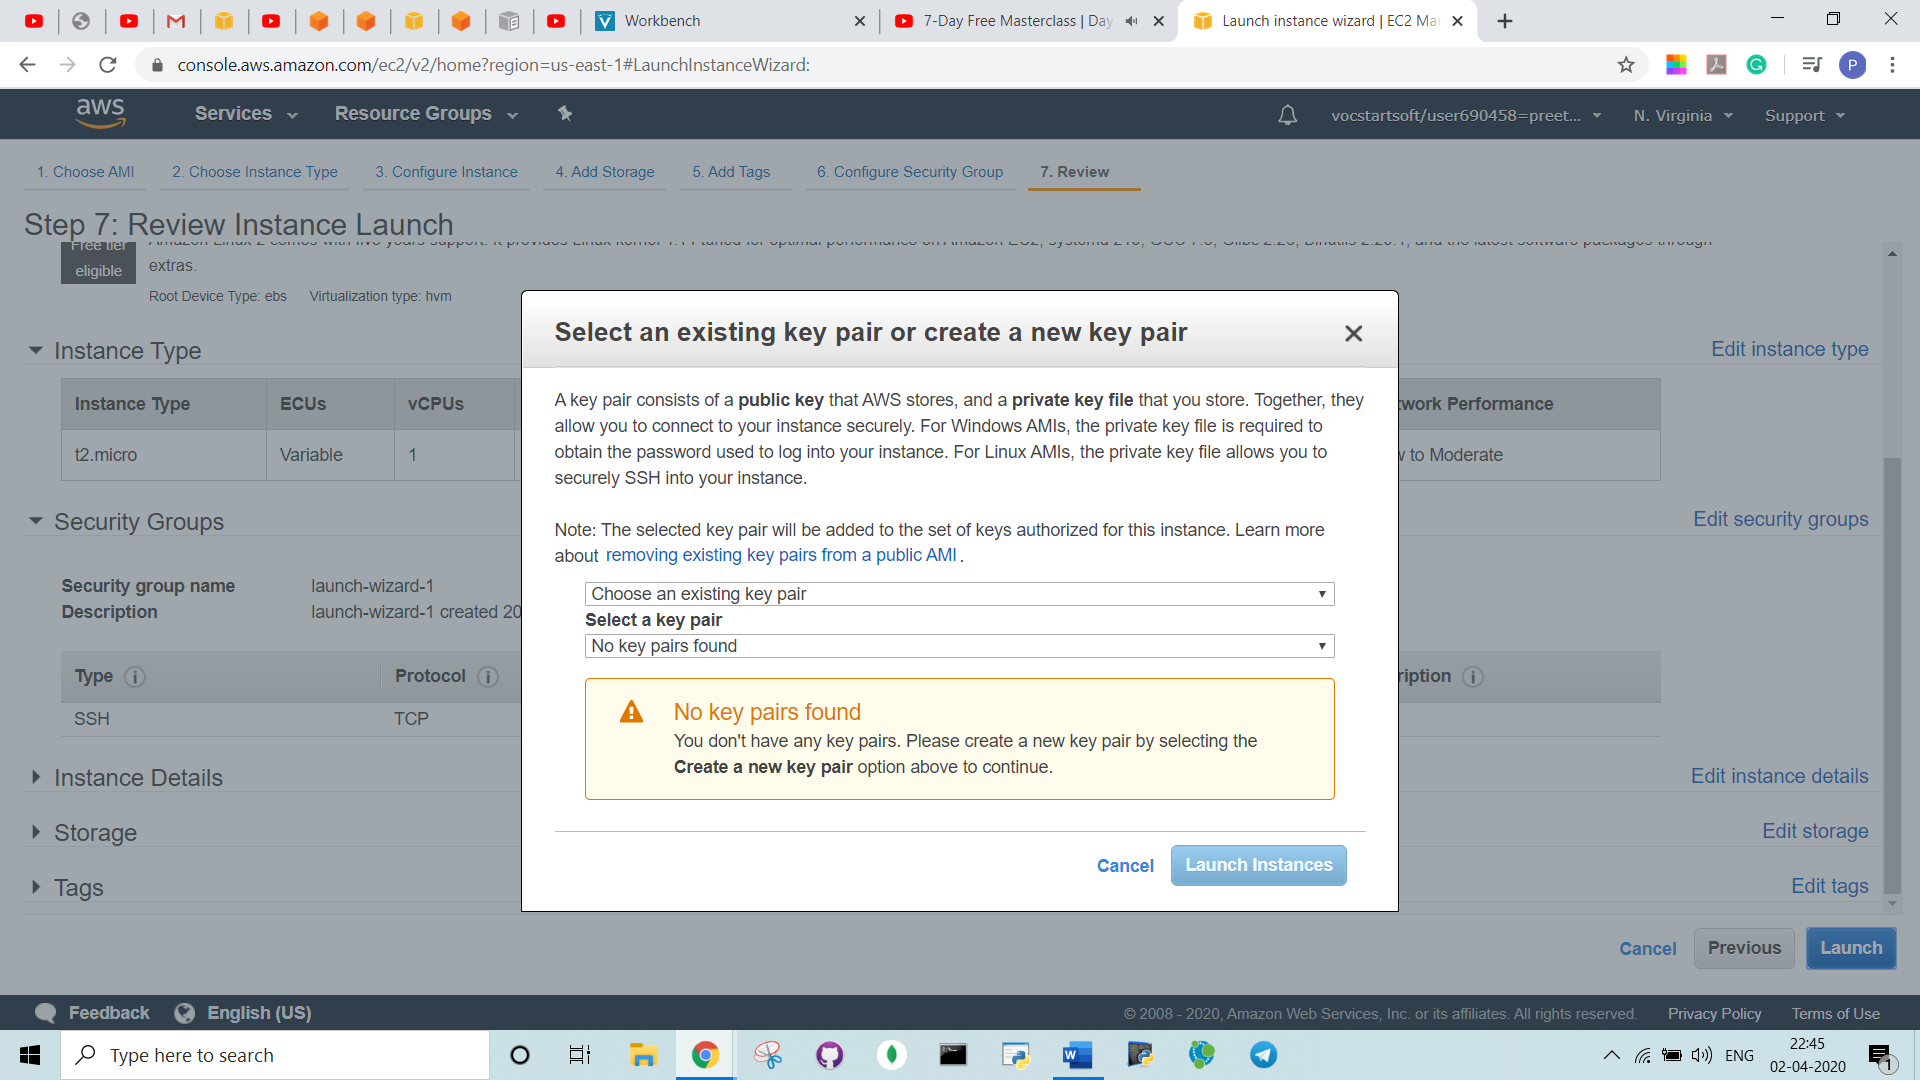 Workbench
7-Day Free Masterclass | Day
Launch instance wizard | EC2 Ma
console.aws.amazon.com/ec2/v2/home?region=us-east-1#LaunchInstanceWizard:
P
aws
Services
Resource Groups
vocstartsoft/user690458=preet...
N. Virginia
Support
1. Choose AMI
2. Choose Instance Type
3. Configure Instance
4. Add Storage
5. Add Tags
6. Configure Security Group
7. Review
Step 7: Review Instance Launch
Free tier
eligible
extras.
Root Device Type: ebs Virtualization type: hvm
Instance Type
Edit instance type
Instance Type ECUs vCPUs
twork Performance
t2.micro Variable 1
w to Moderate
Security Groups
Edit security groups
Security group name launch-wizard-1
Description launch-wizard-1 created 20
Type Protocol
ription
SSH TCP
Instance Details
Edit instance details
Storage
Edit storage
Tags
Edit tags
Select an existing key pair or create a new key pair
A key pair consists of a public key that AWS stores, and a private key file that you store. Together, they
allow you to connect to your instance securely. For Windows AMIs, the private key file is required to
obtain the password used to log into your instance. For Linux AMIs, the private key file allows you to
securely SSH into your instance.
Note: The selected key pair will be added to the set of keys authorized for this instance. Learn more
about removing existing key pairs from a public AMI .
Choose an existing key pair
Select a key pair
No key pairs found
No key pairs found
You don't have any key pairs. Please create a new key pair by selecting the
Create a new key pair option above to continue.
Cancel
Launch Instances
Cancel
Previous
Launch
Feedback
English (US)
© 2008 - 2020, Amazon Web Services, Inc. or its affiliates. All rights reserved.
Privacy Policy
Terms of Use
Type here to search
ENG
22:45
02-04-2020
1